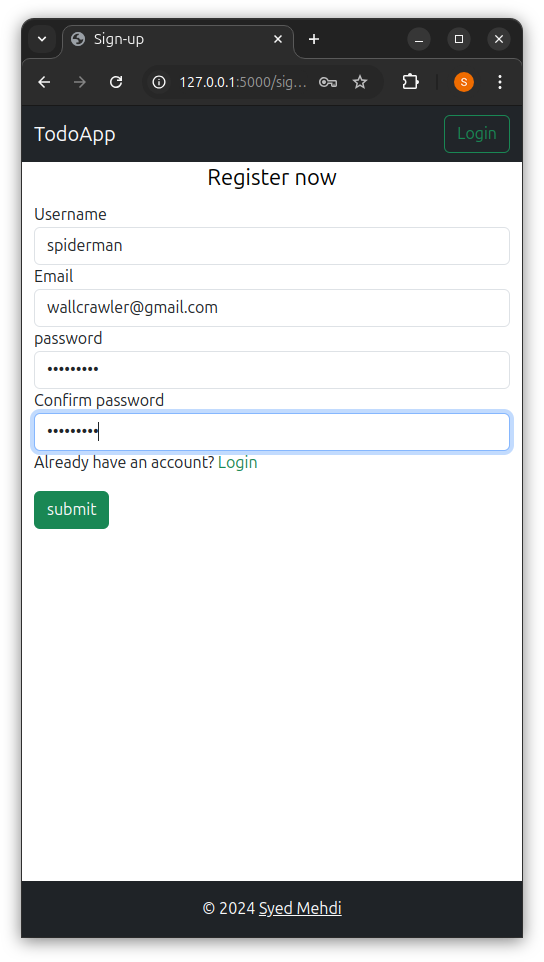 Sign-up
127.0.0.1:5000/sig...
S
TodoApp
Login
Register now
Username
spiderman
Email
wallcrawler@gmail.com
password
•••••••••
Confirm password
•••••••••
Already have an account? Login
submit
© 2024 Syed Mehdi